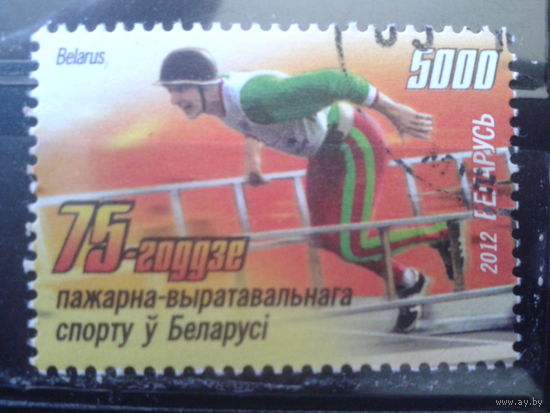 Belarus
5000
75-годдзе
пажарна-выратавальнага
спорту ў Беларусі
2012 БЕЛАРУСЬ
www.ay.by